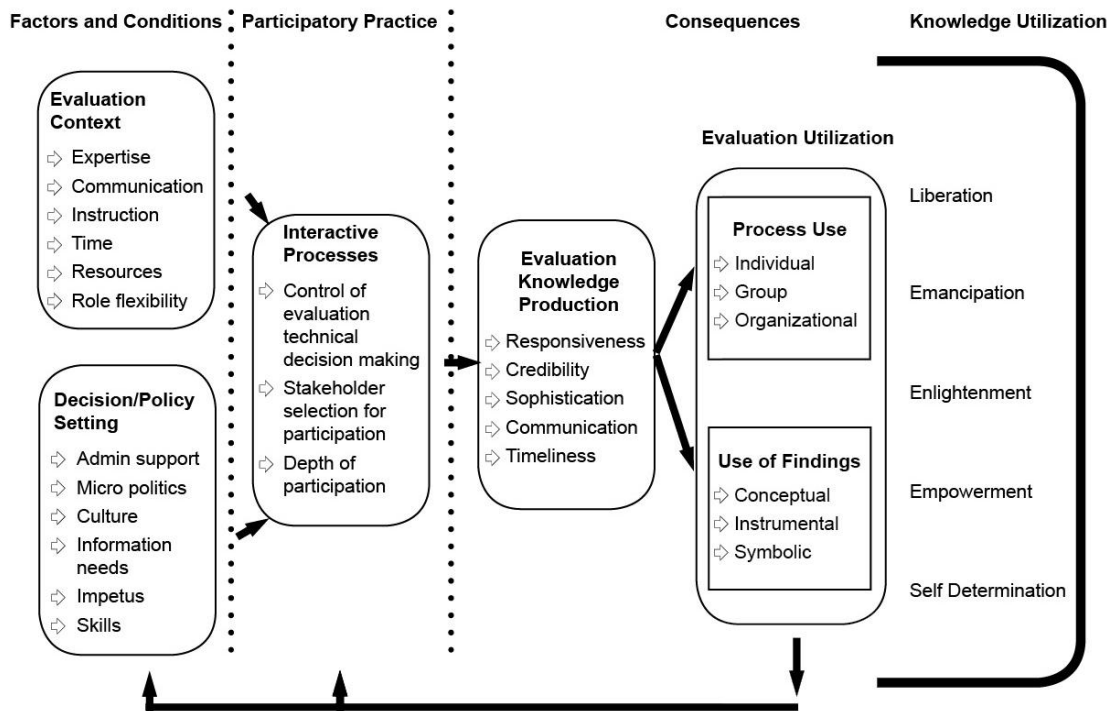 Factors and Conditions
Participatory Practice
Consequences
Knowledge Utilization
Evaluation
Context
Expertise
Communication
Instruction
Time
Resources
Role flexibility
Decision/Policy
Setting
Admin support
Micro politics
Culture
Information
needs
Impetus
Skills
Interactive
Processes
Control of
evaluation
technical
decision making
Stakeholder
selection for
participation
Depth of
participation
Evaluation
Knowledge
Production
Responsiveness
Credibility
Sophistication
Communication
Timeliness
Evaluation Utilization
Process Use
Individual
Group
Organizational
Use of Findings
Conceptual
Instrumental
Symbolic
Liberation
Emancipation
Enlightenment
Empowerment
Self Determination